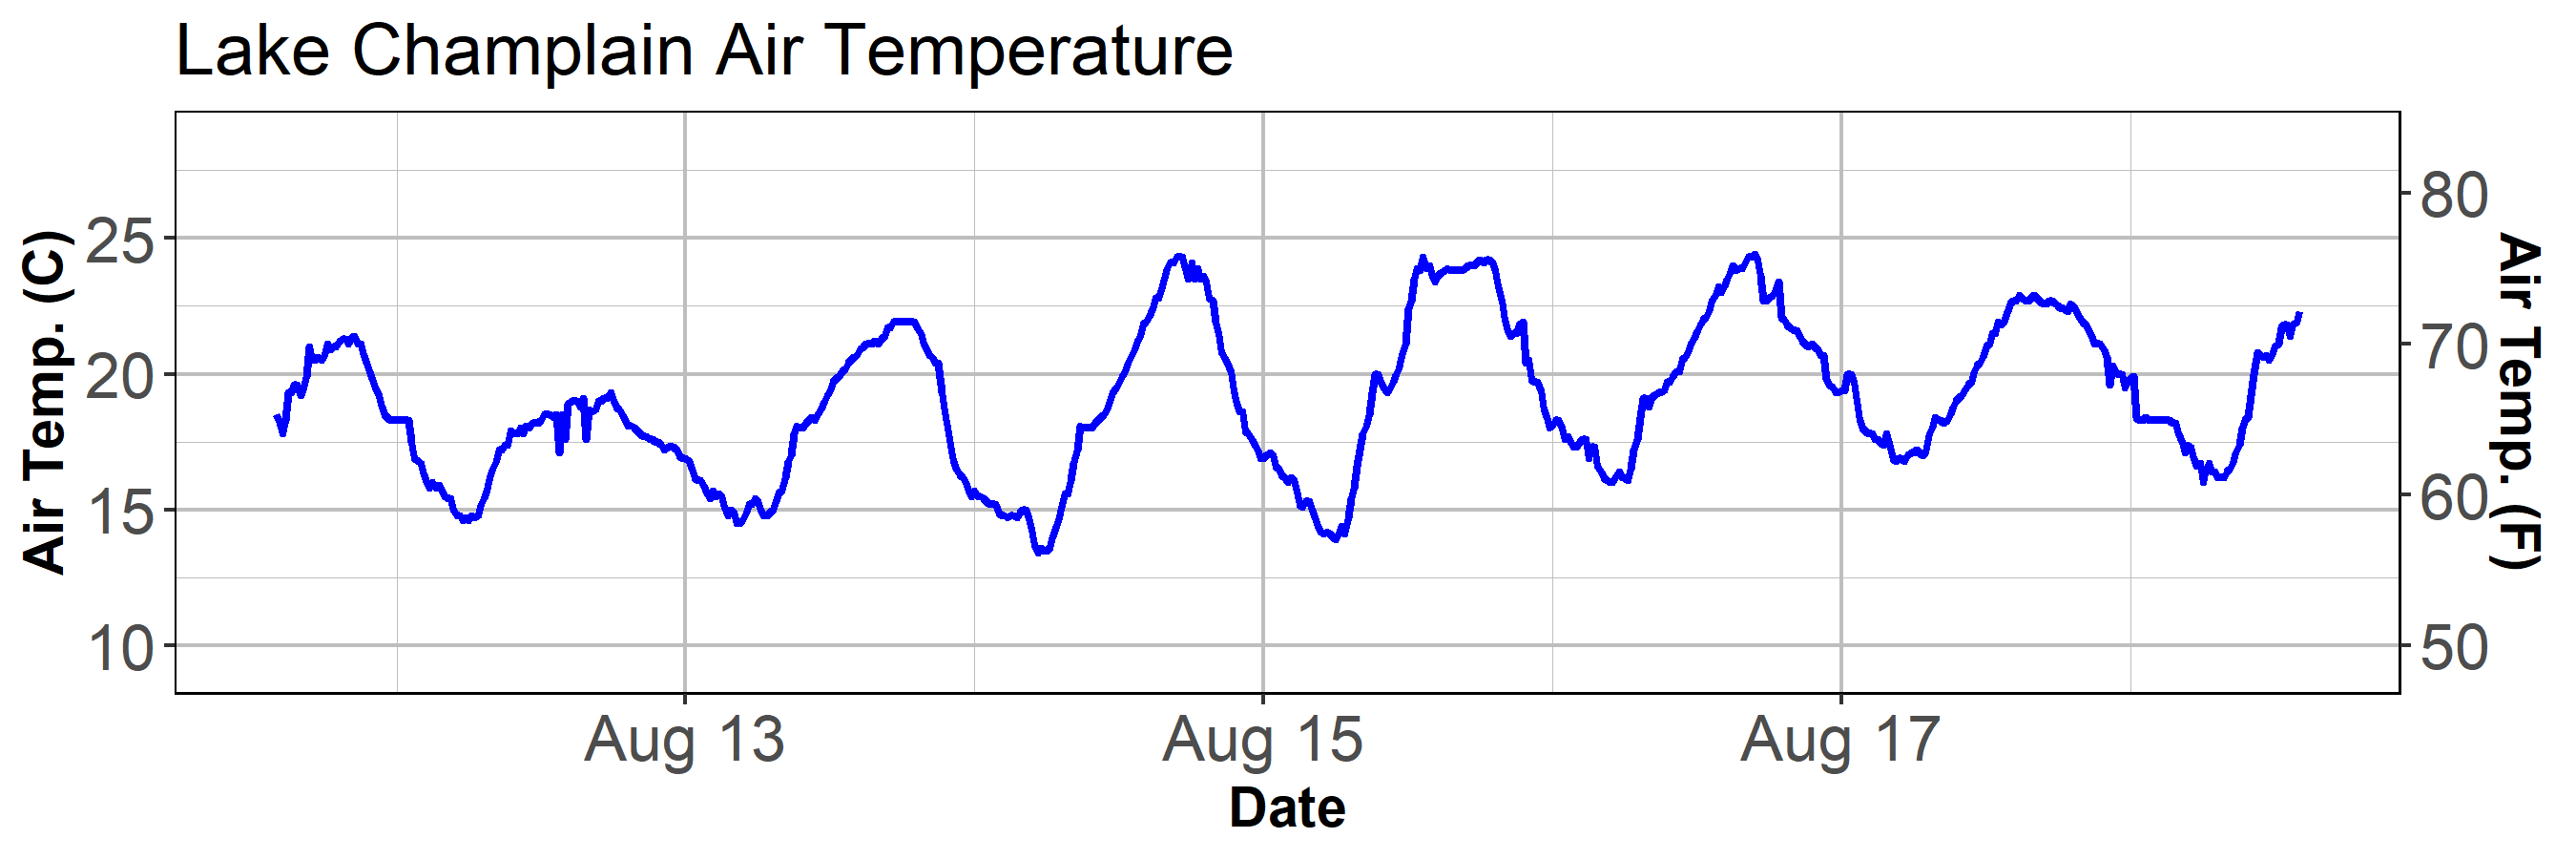 Lake Champlain Air Temperature
Air Temp. (C)
25
20
15
10
80
70
60
50
Air Temp. (F)
Aug 13 Aug 15 Aug 17
Date